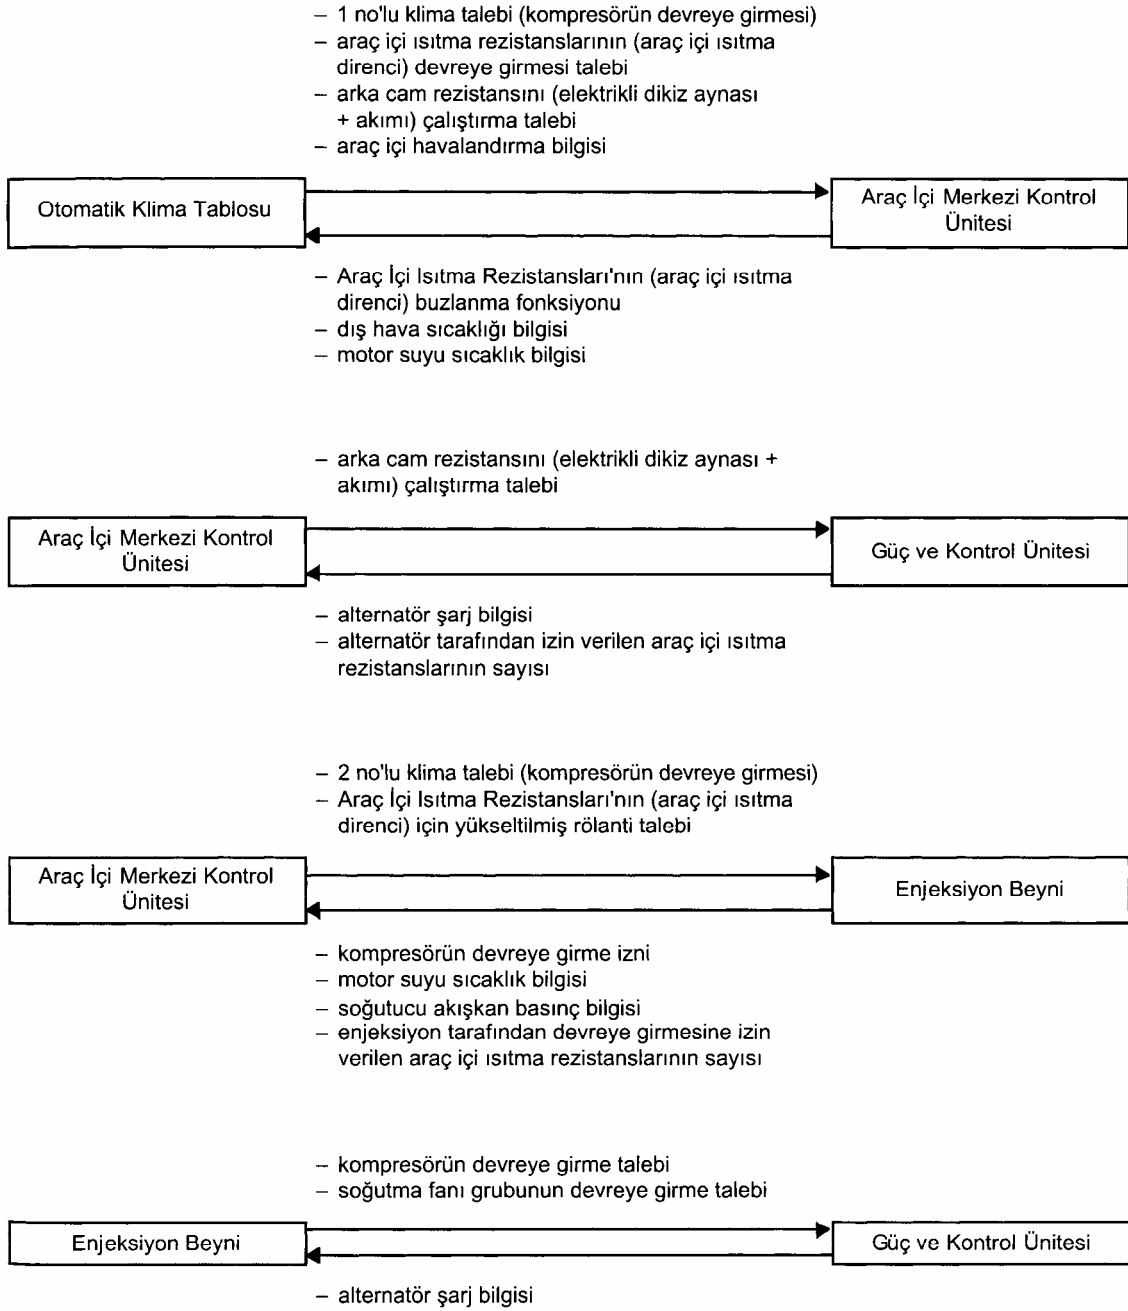 – 1 no'lu klima talebi (kompresörün devreye girmesi)
– araç içi ısıtma rezistanslarının (araç içi ısıtma
direnci) devreye girmesi talebi
– arka cam rezistansını (elektrikli dikiz aynası
+ akımı) çalıştırma talebi
– araç içi havalandırma bilgisi
Otomatik Klima Tablosu
Araç İçi Merkezi Kontrol
Ünitesi
– Araç İçi Isıtma Rezistansları'nın (araç içi ısıtma
direnci) buzlanma fonksiyonu
– dış hava sıcaklığı bilgisi
– motor suyu sıcaklık bilgisi
– arka cam rezistansını (elektrikli dikiz aynası +
akımı) çalıştırma talebi
Araç İçi Merkezi Kontrol
Ünitesi
Güç ve Kontrol Ünitesi
– alternatör şarj bilgisi
– alternatör tarafından izin verilen araç içi ısıtma
rezistanslarının sayısı
– 2 no'lu klima talebi (kompresörün devreye girmesi)
– Araç İçi Isıtma Rezistansları'nın (araç içi ısıtma
direnci) için yükseltilmiş rölanti talebi
Araç İçi Merkezi Kontrol
Ünitesi
Enjeksiyon Beyni
– kompresörün devreye girme izni
– motor suyu sıcaklık bilgisi
– soğutucu akışkan basınç bilgisi
– enjeksiyon tarafından devreye girmesine izin
verilen araç içi ısıtma rezistanslarının sayısı
– kompresörün devreye girme talebi
– soğutma fanı grubunun devreye girme talebi
Enjeksiyon Beyni
Güç ve Kontrol Ünitesi
– alternatör şarj bilgisi